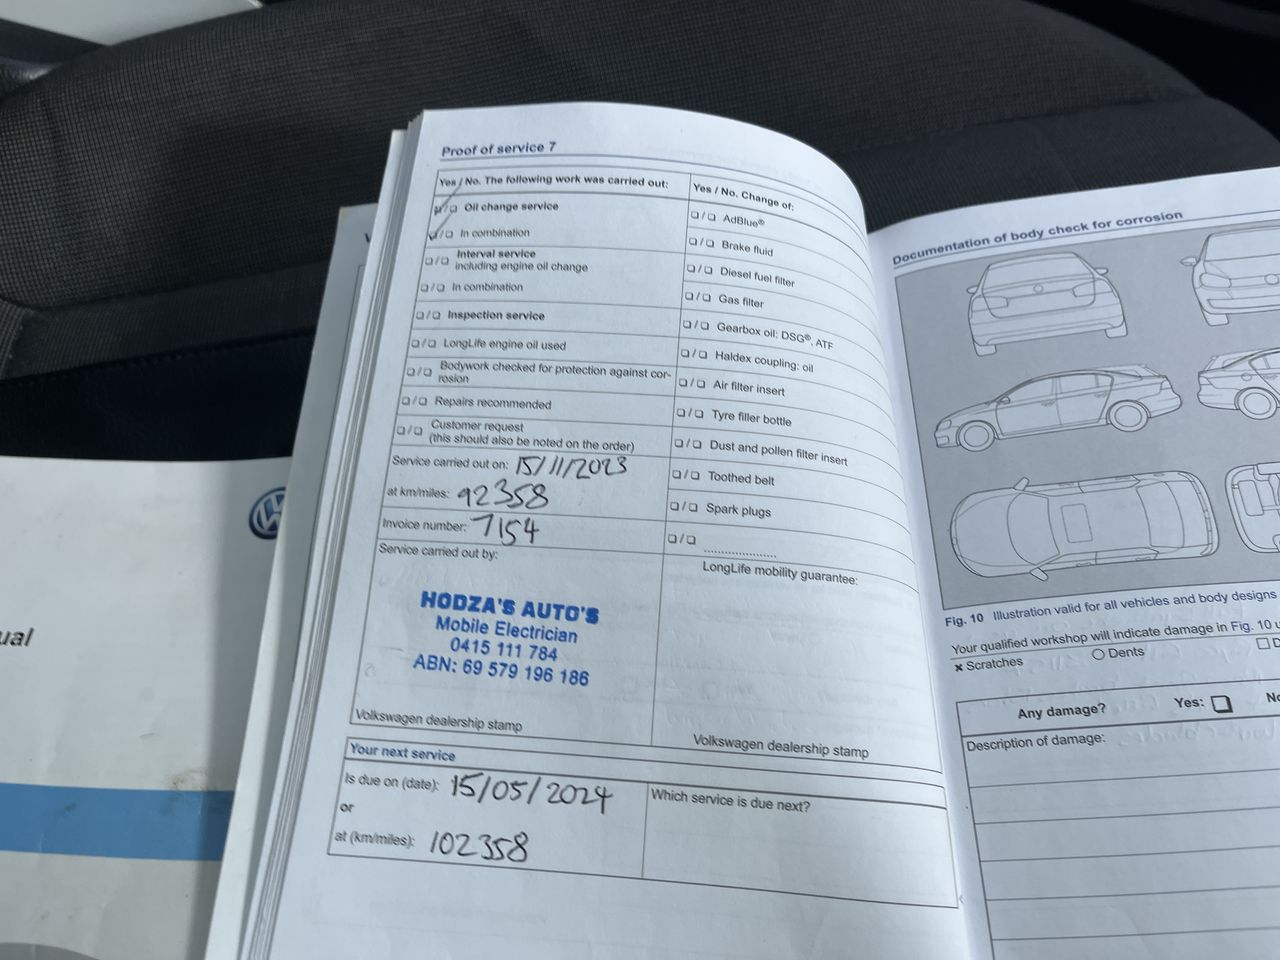 Proof of service 7
Yes / No. The following work was carried out:
Oil change service
In combination
Interval service
including engine oil change
In combination
Inspection service
LongLife engine oil used
Bodywork checked for protection against cor-
rosion
Repairs recommended
Customer request
(this should also be noted on the order)
Service carried out on: 15/11/2023
at km/miles: 92358
Invoice number: 7154
Service carried out by:
HODZA'S AUTO'S
Mobile Electrician
0415 111 784
ABN: 69 579 196 186
Volkswagen dealership stamp
Yes / No. Change of:
AdBlue®
Brake fluid
Diesel fuel filter
Gas filter
Gearbox oil: DSG®, ATF
Haldex coupling: oil
Air filter insert
Tyre filler bottle
Dust and pollen filter insert
Toothed belt
Spark plugs
LongLife mobility guarantee:
Volkswagen dealership stamp
Your next service
Is due on (date): 15/05/2024
or
at (km/miles): 102358
Which service is due next?
Documentation of body check for corrosion
Fig. 10 Illustration valid for all vehicles and body designs
Your qualified workshop will indicate damage in Fig. 10
× Scratches
Dents
Any damage? Yes:
Description of damage:
ual